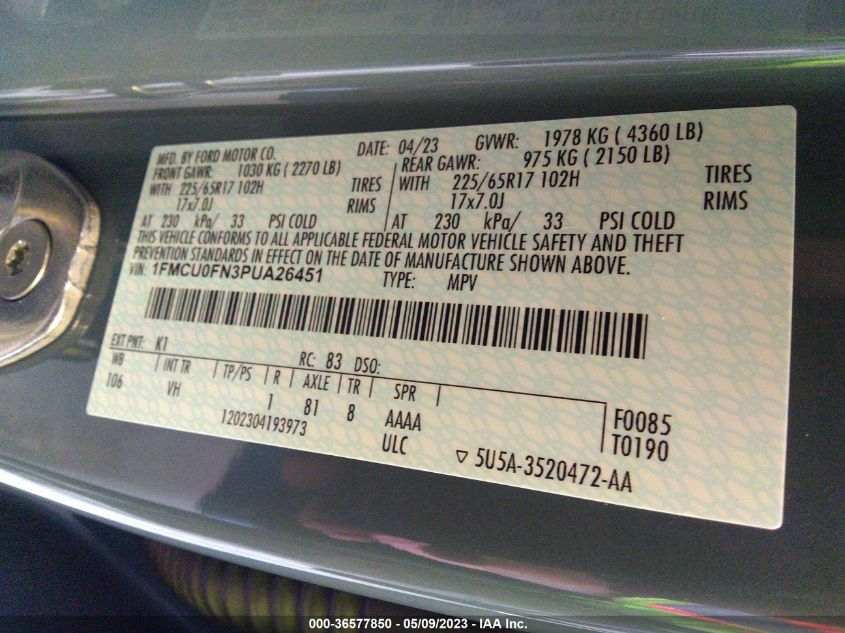 MFD. BY FORD MOTOR CO. DATE: 04/23 GVWR: 1978 KG ( 4360 LB)
FRONT GAWR: 1030 KG ( 2270 LB) REAR GAWR: 975 KG ( 2150 LB)
WITH 225/65R17 102H TIRES WITH 225/65R17 102H TIRES
17x7.0J RIMS 17x7.0J RIMS
AT 230 kPa/ 33 PSI COLD AT 230 kPa/ 33 PSI COLD
THIS VEHICLE CONFORMS TO ALL APPLICABLE FEDERAL MOTOR VEHICLE SAFETY AND THEFT
PREVENTION STANDARDS IN EFFECT ON THE DATE OF MANUFACTURE SHOWN ABOVE.
VIN: 1FMCU0FN3PUA26451 TYPE: MPV
EXT PNT: K1 RC: 83 DSO:
WB INT TR TP/PS R AXLE TR SPR
106 VH 1 81 8 AAAA F0085
1202304193973 ULC T0190
▽ 5U5A-3520472-AA
000-36577850 - 05/09/2023 - IAA Inc.